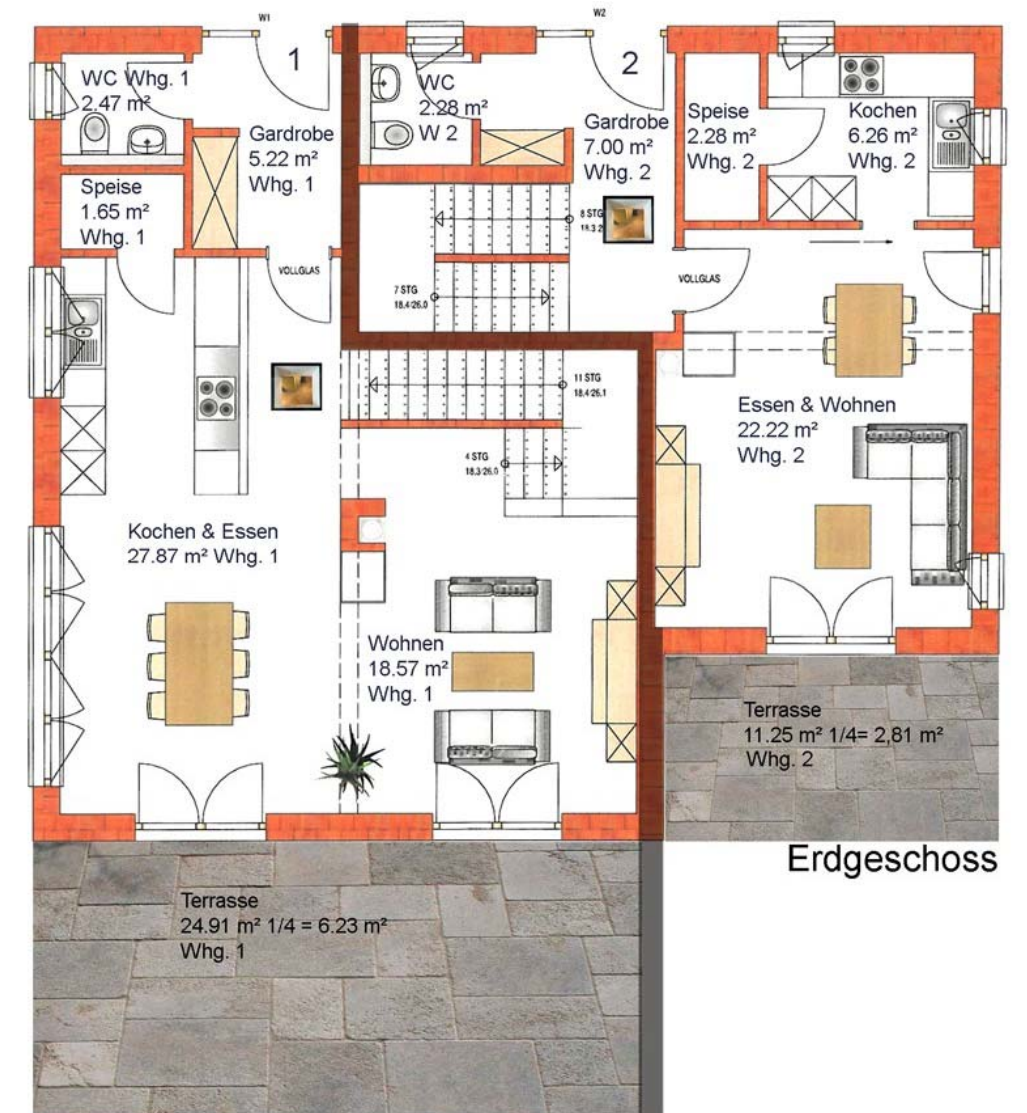 W1
W2
1
2
WC Whg. 1
2.47 m²
WC
2.28 m²
W 2
Gardrobe
5.22 m²
Whg. 1
Gardrobe
7.00 m²
Whg. 2
Speise
2.28 m²
Whg. 2
Kochen
6.26 m²
Whg. 2
Speise
1.65 m²
Whg. 1
8 STG
18.3.2
VOLLGLAS
VOLLGLAS
7 STG
18.4/26.0
11 STG
18.4/26.1
4 STG
18.3/26.0
Essen & Wohnen
22.22 m²
Whg. 2
Kochen & Essen
27.87 m² Whg. 1
Wohnen
18.57 m²
Whg. 1
Terrasse
11.25 m² 1/4= 2,81 m²
Whg. 2
Erdgeschoss
Terrasse
24.91 m² 1/4 = 6.23 m²
Whg. 1